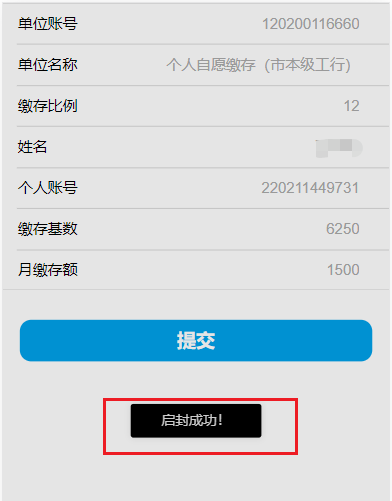 单位账号 120200116660
单位名称 个人自愿缴存（市本级工行）
缴存比例 12
姓名
个人账号 220211449731
缴存基数 6250
月缴存额 1500
提交
启封成功！